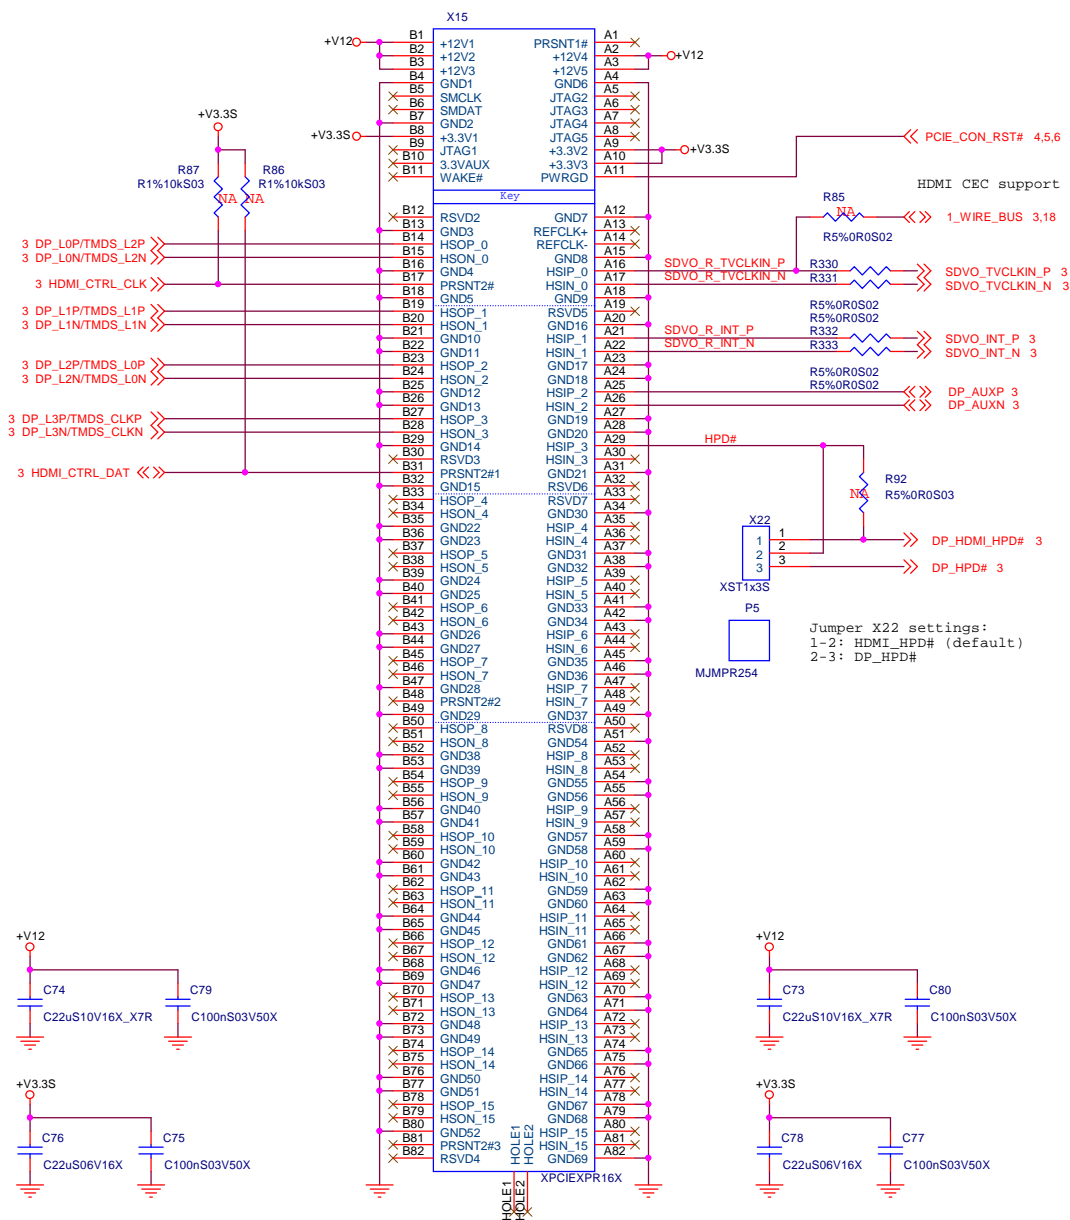 X15
B1 +12V1 PRSNT1# A1
+V12 B2 +12V2 +12V4 A2 +V12
B3 +12V3 +12V5 A3
B4 GND1 GND6 A4
B5 SMCLK JTAG2 A5
B6 SMDAT JTAG3 A6
B7 GND2 JTAG4 A7
+V3.3S B8 +3.3V1 JTAG5 A8
B9 JTAG1 +3.3V2 A9 +V3.3S
B10 3.3VAUX +3.3V3 A10
B11 WAKE# PWRGD A11
PCIE_CON_RST# 4,5,6
Key
+V3.3S
R87 R86
R1%10kS03 R1%10kS03
NA NA
HDMI CEC support
R85
NA
R5%0R0S02
1_WIRE_BUS 3,18
B12 RSVD2 GND7 A12
B13 GND3 REFCLK+ A13
3 DP_L0P/TMDS_L2P B14 HSOP_0 REFCLK- A14
3 DP_L0N/TMDS_L2N B15 HSON_0 GND8 A15
B16 GND4 HSIP_0 A16 SDVO_R_TVCLKIN_P R330 SDVO_TVCLKIN_P 3
3 HDMI_CTRL_CLK B17 PRSNT2# HSIN_0 A17 SDVO_R_TVCLKIN_N R331 SDVO_TVCLKIN_N 3
B18 GND5 GND9 A18
R5%0R0S02
R5%0R0S02
3 DP_L1P/TMDS_L1P B19 HSOP_1 RSVD5 A19
3 DP_L1N/TMDS_L1N B20 HSON_1 GND16 A20
B21 GND10 HSIP_1 A21 SDVO_R_INT_P R332 SDVO_INT_P 3
B22 GND11 HSIN_1 A22 SDVO_R_INT_N R333 SDVO_INT_N 3
R5%0R0S02
R5%0R0S02
3 DP_L2P/TMDS_L0P B23 HSOP_2 GND17 A23
3 DP_L2N/TMDS_L0N B24 HSON_2 GND18 A24
B25 GND12 HSIP_2 A25 DP_AUXP 3
B26 GND13 HSIN_2 A26 DP_AUXN 3
3 DP_L3P/TMDS_CLKP B27 HSOP_3 GND19 A27
3 DP_L3N/TMDS_CLKN B28 HSON_3 GND20 A28
B29 GND14 HSIP_3 A29 HPD#
B30 RSVD3 HSIN_3 A30
3 HDMI_CTRL_DAT B31 PRSNT2#1 GND21 A31
B32 GND15 RSVD6 A32
R92
NA R5%0R0S03
B33 HSOP_4 RSVD7 A33
B34 HSON_4 GND30 A34
B35 GND22 HSIP_4 A35
B36 GND23 HSIN_4 A36
B37 HSOP_5 GND31 A37
B38 HSON_5 GND32 A38
B39 GND24 HSIP_5 A39
B40 GND25 HSIN_5 A40
B41 HSOP_6 GND33 A41
B42 HSON_6 GND34 A42
B43 GND26 HSIP_6 A43
B44 GND27 HSIN_6 A44
B45 HSOP_7 GND35 A45
B46 HSON_7 GND36 A46
B47 GND28 HSIP_7 A47
B48 PRSNT2#2 HSIN_7 A48
B49 GND29 GND37 A49
X22
1 1 DP_HDMI_HPD# 3
2 2
3 3 DP_HPD# 3
XST1x3S
P5
MJMPR254
Jumper X22 settings:
1-2: HDMI_HPD# (default)
2-3: DP_HPD#
B50 HSOP_8 RSVD8 A50
B51 HSON_8 GND54 A51
B52 GND38 HSIP_8 A52
B53 GND39 HSIN_8 A53
B54 HSOP_9 GND55 A54
B55 HSON_9 GND56 A55
B56 GND40 HSIP_9 A56
B57 GND41 HSIN_9 A57
B58 HSOP_10 GND57 A58
B59 HSON_10 GND58 A59
B60 GND42 HSIP_10 A60
B61 GND43 HSIN_10 A61
B62 HSOP_11 GND59 A62
B63 HSON_11 GND60 A63
B64 GND44 HSIP_11 A64
B65 GND45 HSIN_11 A65
B66 HSOP_12 GND61 A66
B67 HSON_12 GND62 A67
B68 GND46 HSIP_12 A68
B69 GND47 HSIN_12 A69
B70 HSOP_13 GND63 A70
B71 HSON_13 GND64 A71
B72 GND48 HSIP_13 A72
B73 GND49 HSIN_13 A73
B74 HSOP_14 GND65 A74
B75 HSON_14 GND66 A75
B76 GND50 HSIP_14 A76
B77 GND51 HSIN_14 A77
B78 HSOP_15 GND67 A78
B79 HSON_15 GND68 A79
B80 GND52 HSIP_15 A80
B81 PRSNT2#3 HSIN_15 A81
B82 RSVD4 GND69 A82
HOLE1 HOLE2
XPCIEXPR16X
HOLE1 HOLE2
+V12
C74 C79
C22uS10V16X_X7R C100nS03V50X
+V3.3S
C76 C75
C22uS06V16X C100nS03V50X
+V12
C73 C80
C22uS10V16X_X7R C100nS03V50X
+V3.3S
C78 C77
C22uS06V16X C100nS03V50X